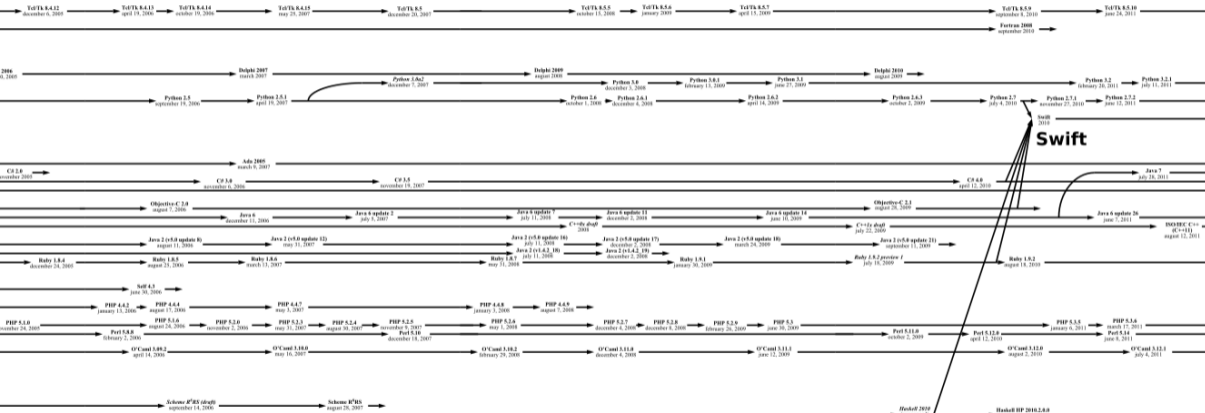 Tcl/Tk 8.4.12 Tcl/Tk 8.4.13 Tcl/Tk 8.4.14 Tcl/Tk 8.4.15 Tcl/Tk 8.5 Tcl/Tk 8.5.5 Tcl/Tk 8.5.6 Tcl/Tk 8.5.7 Tcl/Tk 8.5.9 Tcl/Tk 8.5.10
december 6, 2005 april 19, 2006 october 19, 2006 may 25, 2007 december 20, 2007 october 15, 2008 january 2009 april 15, 2009 september 8, 2010 june 24, 2011
Fortran 2008
september 2010
2006 Delphi 2007 Delphi 2009 Delphi 2010
march 2007 august 2008 august 2009
Python 3.0a2 Python 3.0 Python 3.0.1 Python 3.1 Python 3.2 Python 3.2.1
december 7, 2007 december 3, 2008 february 13, 2009 june 27, 2009 february 20, 2011 july 11, 2011
Python 2.5 Python 2.5.1 Python 2.6 Python 2.6.1 Python 2.6.2 Python 2.6.3 Python 2.7 Python 2.7.1 Python 2.7.2
september 19, 2006 april 19, 2007 october 1, 2008 december 4, 2008 april 14, 2009 october 2, 2009 july 4, 2010 november 27, 2010 june 12, 2011
Swift
2010
Swift
Ada 2005
march 9, 2007
C# 2.0 C# 3.0 C# 3.5 C# 4.0 Java 7
november 2005 november 6, 2006 november 19, 2007 april 12, 2010 july 28, 2011
Objective-C 2.0 Objective-C 2.1
august 7, 2006 august 28, 2009
Java 6 Java 6 update 2 Java 6 update 7 Java 6 update 11 Java 6 update 14 Java 6 update 26
december 11, 2006 july 5, 2007 july 11, 2008 december 2, 2008 june 10, 2009 june 7, 2011
C++0x draft C++0x draft ISO/IEC C++
2008 july 22, 2009 (C++11)
august 12, 2011
Java 2 (v5.0 update 8) Java 2 (v5.0 update 12) Java 2 (v5.0 update 16) Java 2 (v5.0 update 17) Java 2 (v5.0 update 18) Java 2 (v5.0 update 21)
august 11, 2006 may 31, 2007 july 11, 2008 december 2, 2008 march 24, 2009 september 11, 2009
Java 2 (v1.4.2_18) Java 2 (v1.4.2_19)
july 11, 2008 december 2, 2008
Ruby 1.8.4 Ruby 1.8.5 Ruby 1.8.6 Ruby 1.8.7 Ruby 1.9.1 Ruby 1.9.2 preview 1 Ruby 1.9.2
december 24, 2005 august 25, 2006 march 13, 2007 may 31, 2008 january 30, 2009 july 18, 2009 august 18, 2010
Self 4.3
june 30, 2006
PHP 4.4.2 PHP 4.4.4 PHP 4.4.7 PHP 4.4.8 PHP 4.4.9
january 13, 2006 august 17, 2006 may 3, 2007 january 3, 2008 august 7, 2008
PHP 5.1.0 PHP 5.1.6 PHP 5.2.0 PHP 5.2.3 PHP 5.2.4 PHP 5.2.5 PHP 5.2.6 PHP 5.2.7 PHP 5.2.8 PHP 5.2.9 PHP 5.3 PHP 5.3.5 PHP 5.3.6
november 24, 2005 august 24, 2006 november 2, 2006 may 31, 2007 august 30, 2007 november 8, 2007 may 1, 2008 december 4, 2008 december 8, 2008 february 26, 2009 june 30, 2009 january 6, 2011 march 17, 2011
Perl 5.8.8 Perl 5.10 Perl 5.11.0 Perl 5.12.0 Perl 5.14
february 2, 2006 december 18, 2007 october 2, 2009 april 12, 2010
O'Caml 3.09.2 O'Caml 3.10.0 O'Caml 3.10.2 O'Caml 3.11.0 O'Caml 3.11.1 O'Caml 3.12.0 O'Caml 3.12.1
april 14, 2006 may 16, 2007 february 29, 2008 december 4, 2008 june 12, 2009 august 2, 2010 july 4, 2011
Scheme R⁶RS (draft) Scheme R⁶RS
september 14, 2006 august 28, 2007
Haskell 2010 Haskell HP 2010.2.0.0